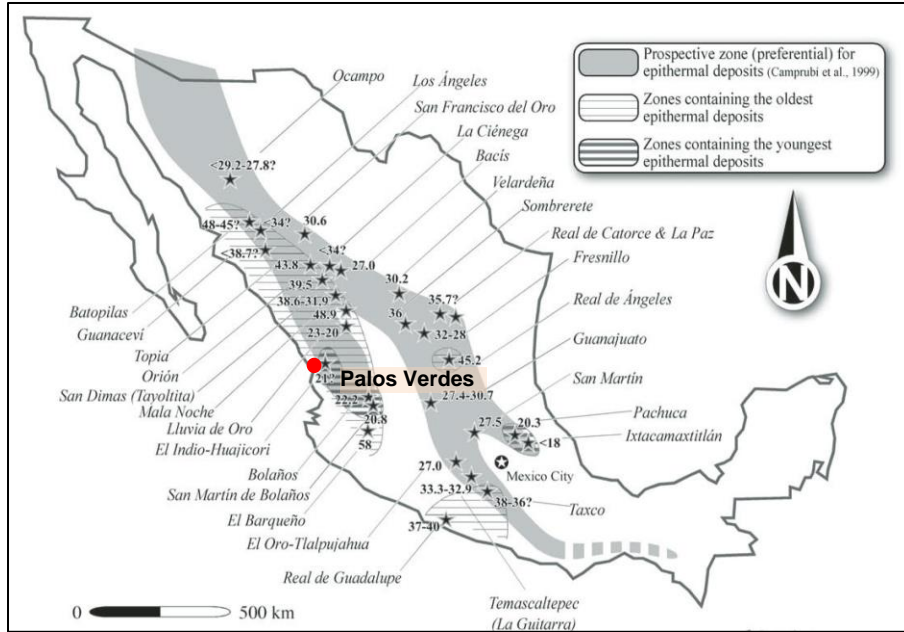 Prospective zone (preferential) for
epithermal deposits (Camprubí et al., 1999)
Zones containing the oldest
epithermal deposits
Zones containing the youngest
epithermal deposits
N
Ocampo
Los Ángeles
San Francisco del Oro
La Ciénega
Bacís
Velardeña
Sombrerete
Real de Catorce & La Paz
Fresnillo
Real de Ángeles
Guanajuato
San Martín
Pachuca
Ixtacamaxtitlán
Mexico City
Taxco
<29.2-27.8?
48-45?
<34?
30.6
<38.7?
43.8
<34?
27.0
39.5
38.6-31.9
48.9
23-20
30.2
35.7?
36
32-28
45.2
21?
Palos Verdes
27.4-30.7
22.2
20.8
58
27.5
20.3
<18
27.0
33.3-32.9
38-36?
37-40
Batopilas
Guanaceví
Topia
Orión
San Dimas (Tayoltita)
Mala Noche
Lluvia de Oro
El Indio-Huajicori
Bolaños
San Martín de Bolaños
El Barqueño
El Oro-Tlalpujahua
Real de Guadalupe
Temascaltepec
(La Guitarra)
0 500 km